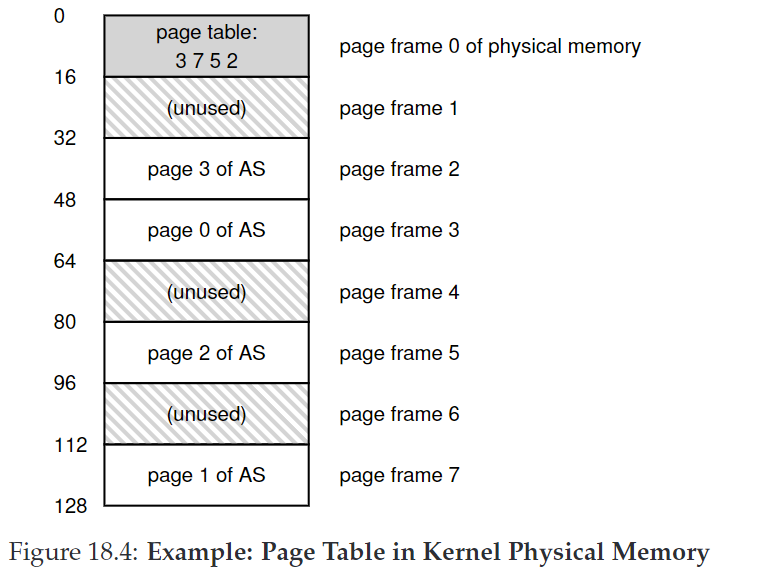 0
page table:
3 7 5 2
page frame 0 of physical memory
16
(unused)
page frame 1
32
page 3 of AS
page frame 2
48
page 0 of AS
page frame 3
64
(unused)
page frame 4
80
page 2 of AS
page frame 5
96
(unused)
page frame 6
112
page 1 of AS
page frame 7
128
Figure 18.4: Example: Page Table in Kernel Physical Memory